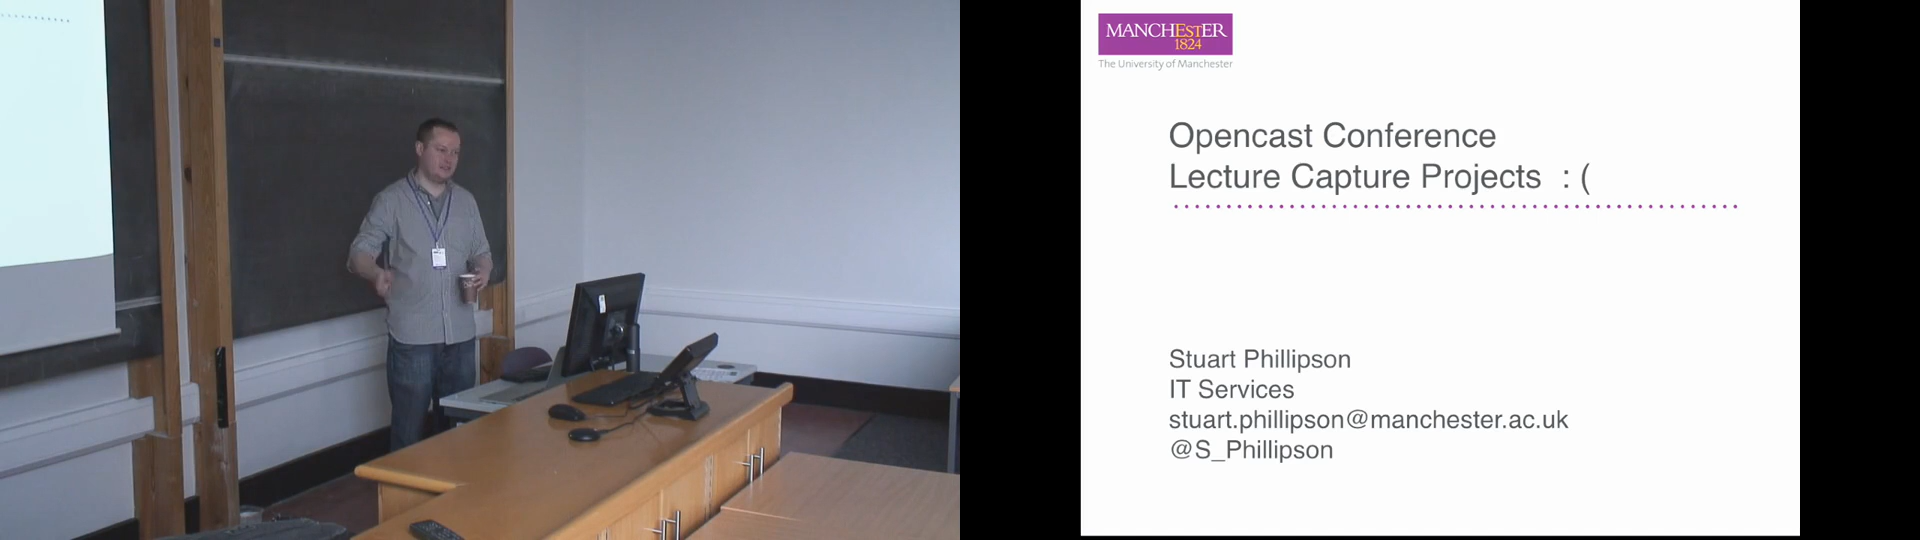 MANCHESTER
1824
The University of Manchester
Opencast Conference
Lecture Capture Projects : (
Stuart Phillipson
IT Services
stuart.phillipson@manchester.ac.uk
@S_Phillipson